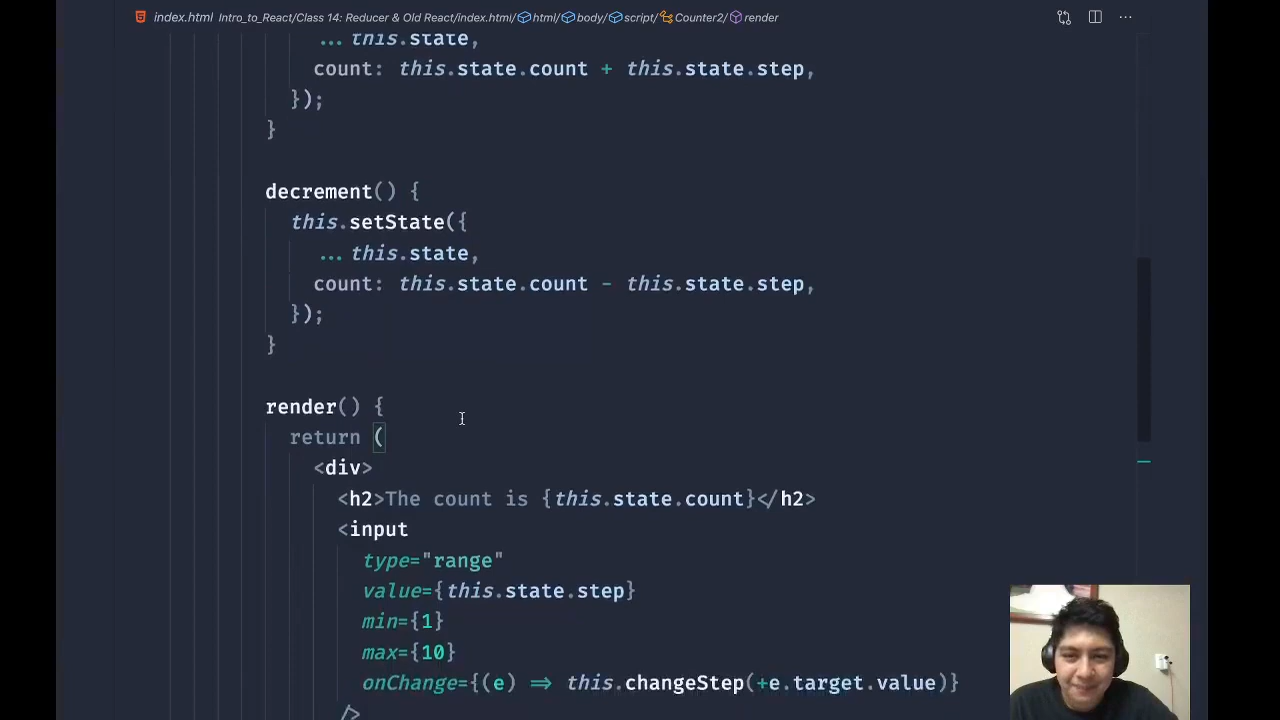 index.html Intro_to_React/Class 14: Reducer & Old React/index.html/html/body/script/Counter2/render
...this.state,
count: this.state.count + this.state.step,
});
}
decrement() {
this.setState({
...this.state,
count: this.state.count - this.state.step,
});
}
render() {
return (
<div>
<h2>The count is {this.state.count}</h2>
<input
type="range"
value={this.state.step}
min={1}
max={10}
onChange={(e) => this.changeStep(+e.target.value)}
/>